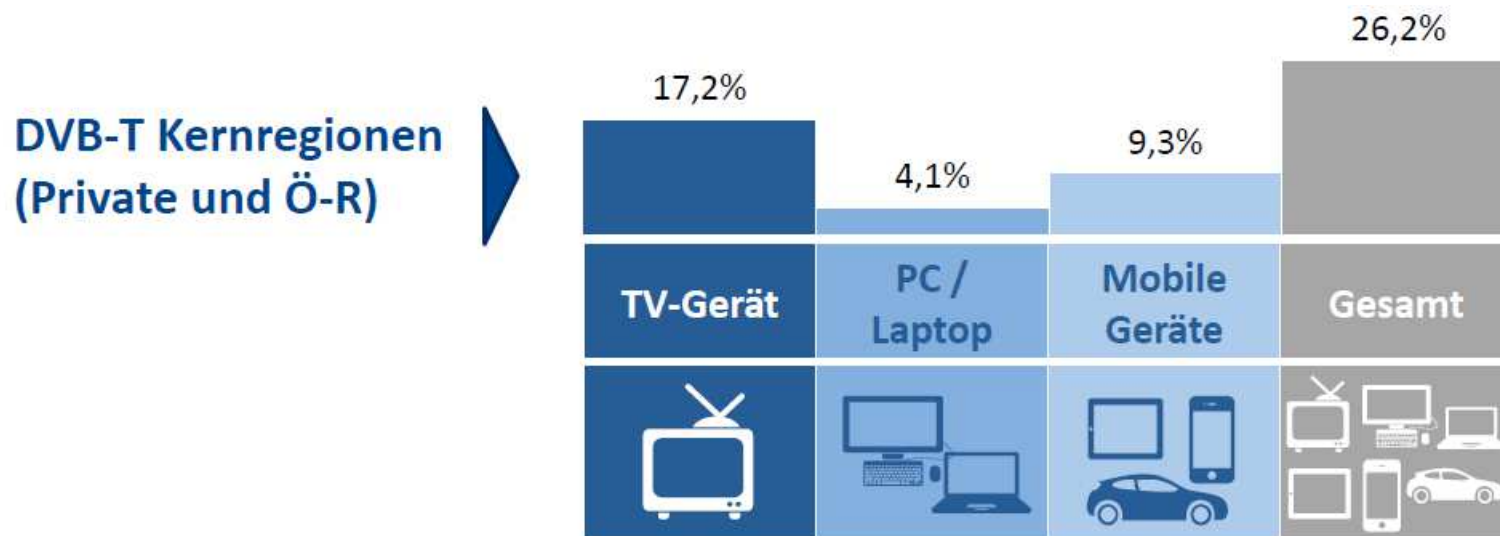 DVB-T Kernregionen
(Private und Ö-R)
17,2%
4,1%
9,3%
26,2%
TV-Gerät
PC /
Laptop
Mobile
Geräte
Gesamt